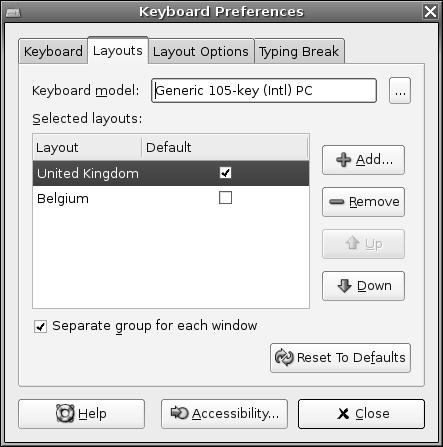 Keyboard Preferences
Keyboard Layouts Layout Options Typing Break
Keyboard model: Generic 105-key (Intl) PC ...
Selected layouts:
Layout Default
United Kingdom
Belgium
Add...
Remove
Up
Down
Separate group for each window
Reset To Defaults
Help Accessibility... Close